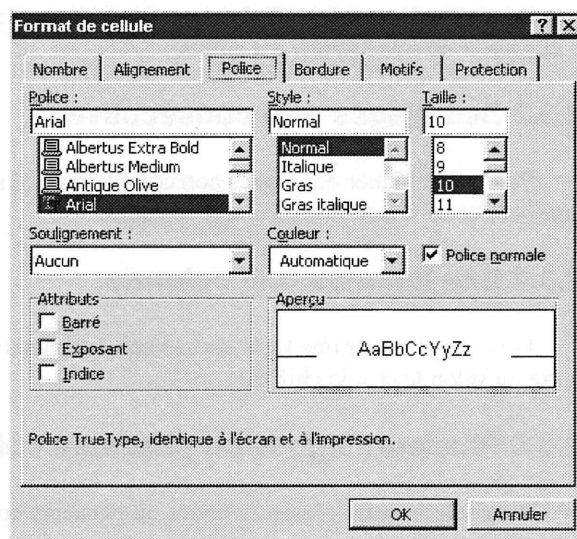 Format de cellule
Nombre Alignement Police Bordure Motifs Protection
Police : Style : Taille :
Arial Normal 10
Albertus Extra Bold Normal 8
Albertus Medium Italique 9
Antique Olive Gras 10
Arial Gras italique 11
Soulignement : Couleur :
Aucun Automatique Police normale
Attributs Aperçu
Barré
Exposant AaBbCcYyZz
Indice
Police TrueType, identique à l'écran et à l'impression.
OK Annuler